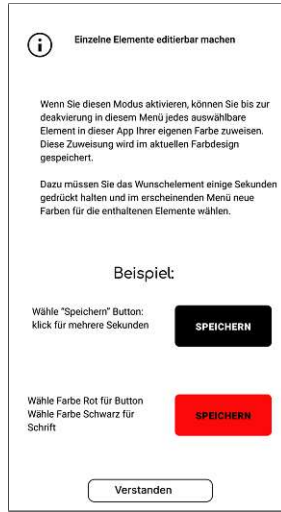 Einzelne Elemente editierbar machen
Wenn Sie diesen Modus aktivieren, können Sie bis zur
deakvierung in diesem Menü jedes auswählbare
Element in dieser App Ihrer eigenen Farbe zuweisen.
Diese Zuweisung wird im aktuellen Farbdesign
gespeichert.
Dazu müssen Sie das Wunschelement einige Sekunden
gedrückt halten und im erscheinenden Menü neue
Farben für die enthaltenen Elemente wählen.
Beispiel:
Wähle "Speichern" Button:
klick für mehrere Sekunden
SPEICHERN
Wähle Farbe Rot für Button
Wähle Farbe Schwarz für
Schrift
SPEICHERN
Verstanden